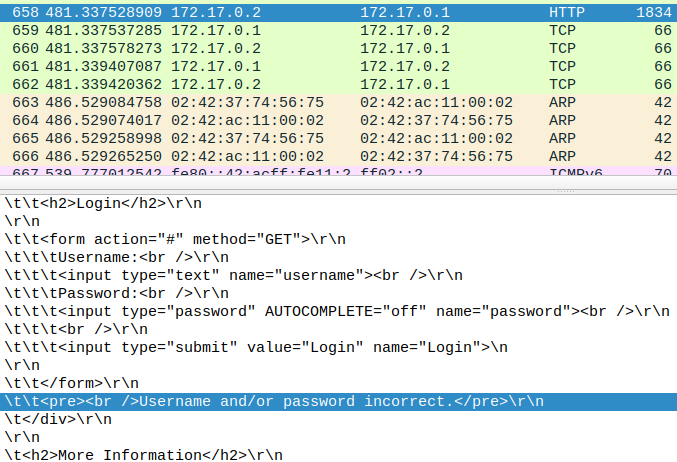 658 481.337528909 172.17.0.2 172.17.0.1 HTTP 1834
659 481.337537285 172.17.0.1 172.17.0.2 TCP 66
660 481.337578273 172.17.0.2 172.17.0.1 TCP 66
661 481.339407087 172.17.0.1 172.17.0.2 TCP 66
662 481.339420362 172.17.0.2 172.17.0.1 TCP 66
663 486.529084758 02:42:37:74:56:75 02:42:ac:11:00:02 ARP 42
664 486.529074017 02:42:ac:11:00:02 02:42:37:74:56:75 ARP 42
665 486.529258998 02:42:37:74:56:75 02:42:ac:11:00:02 ARP 42
666 486.529265250 02:42:ac:11:00:02 02:42:37:74:56:75 ARP 42
667 539.777012542 fe80::42:acff:fe11:2 ff02::2 ICMPv6 70
\t\t<h2>Login</h2>\r\n
\r\n
\t\t<form action="#" method="GET">\r\n
\t\t\tUsername:<br />\r\n
\t\t\t<input type="text" name="username"><br />\r\n
\t\t\tPassword:<br />\r\n
\t\t\t<input type="password" AUTOCOMPLETE="off" name="password"><br />\r\n
\t\t\t<br />\r\n
\t\t\t<input type="submit" value="Login" name="Login">\n
\r\n
\t\t</form>\r\n
\t\t<pre><br />Username and/or password incorrect.</pre>\r\n
\t</div>\r\n
\r\n
\t<h2>More Information</h2>\r\n